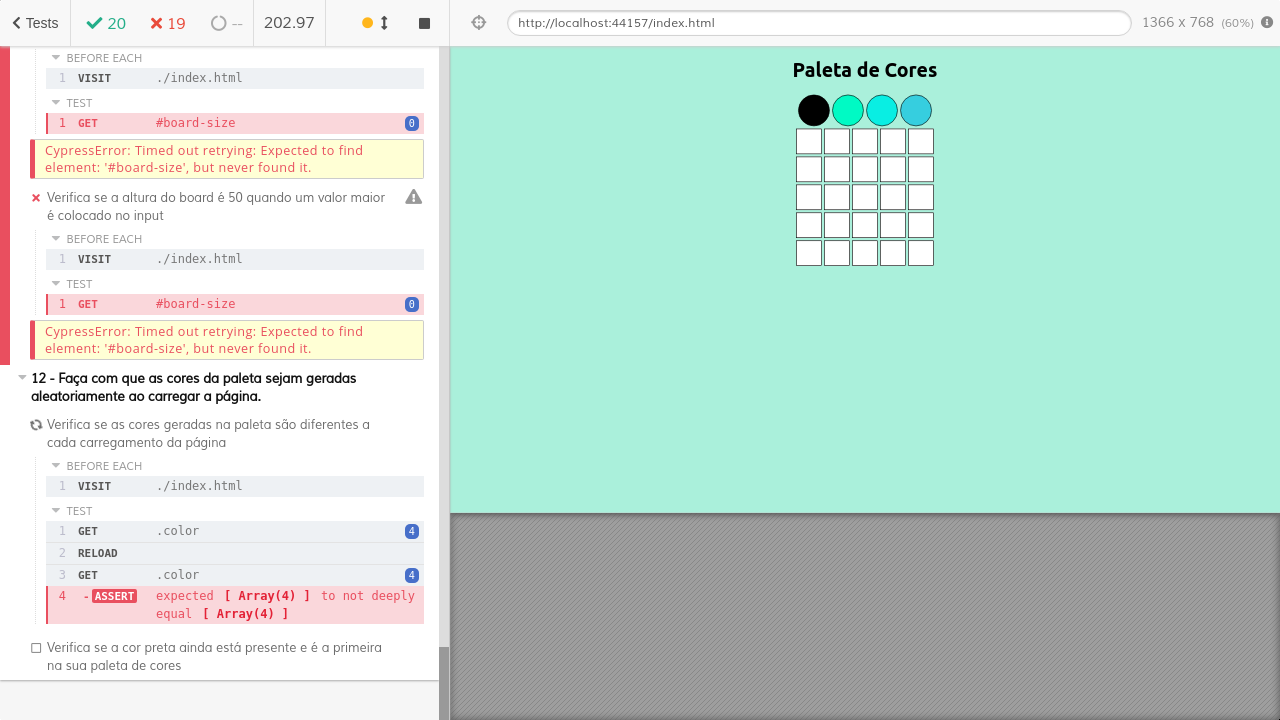 Tests
20
19
--
202.97
http://localhost:44157/index.html
1366 x 768 (60%)
BEFORE EACH
1 VISIT ./index.html
TEST
1 GET #board-size 0
CypressError: Timed out retrying: Expected to find
element: '#board-size', but never found it.
Verifica se a altura do board é 50 quando um valor maior
é colocado no input
BEFORE EACH
1 VISIT ./index.html
TEST
1 GET #board-size 0
CypressError: Timed out retrying: Expected to find
element: '#board-size', but never found it.
12 - Faça com que as cores da paleta sejam geradas
aleatoriamente ao carregar a página.
Verifica se as cores geradas na paleta são diferentes a
cada carregamento da página
BEFORE EACH
1 VISIT ./index.html
TEST
1 GET .color 4
2 RELOAD
3 GET .color 4
4 -ASSERT expected [ Array(4) ] to not deeply
equal [ Array(4) ]
Verifica se a cor preta ainda está presente e é a primeira
na sua paleta de cores
Paleta de Cores